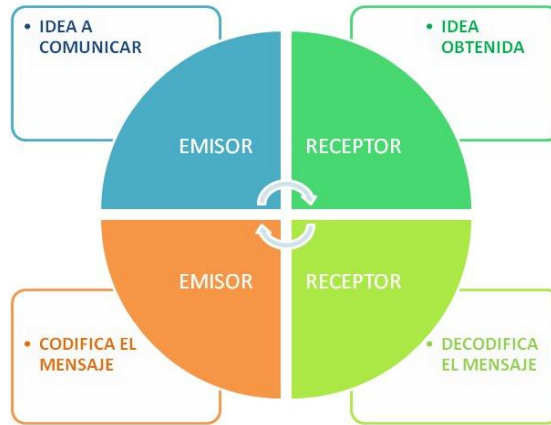 • IDEA A
COMUNICAR
• IDEA
OBTENIDA
EMISOR
RECEPTOR
EMISOR
RECEPTOR
• CODIFICA EL
MENSAJE
• DECODIFICA
EL MENSAJE